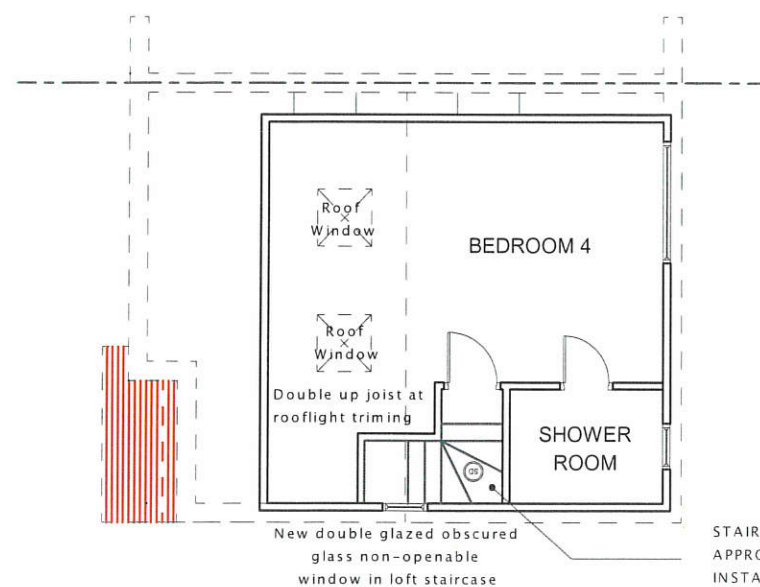 Roof
Window
BEDROOM 4
Roof
Window
Double up joist at
rooflight triming
SHOWER
ROOM
SD
New double glazed obscured
glass non-openable
window in loft staircase
STAIR
APPRO
INSTA